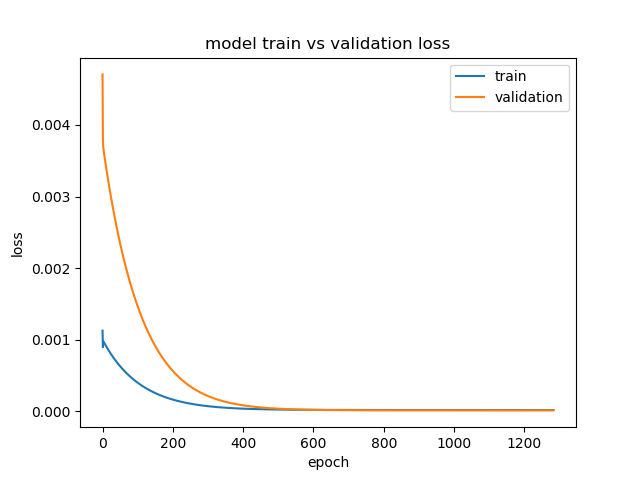 model train vs validation loss
train
validation
0.004
0.003
0.002
0.001
0.000
loss
0 200 400 600 800 1000 1200
epoch